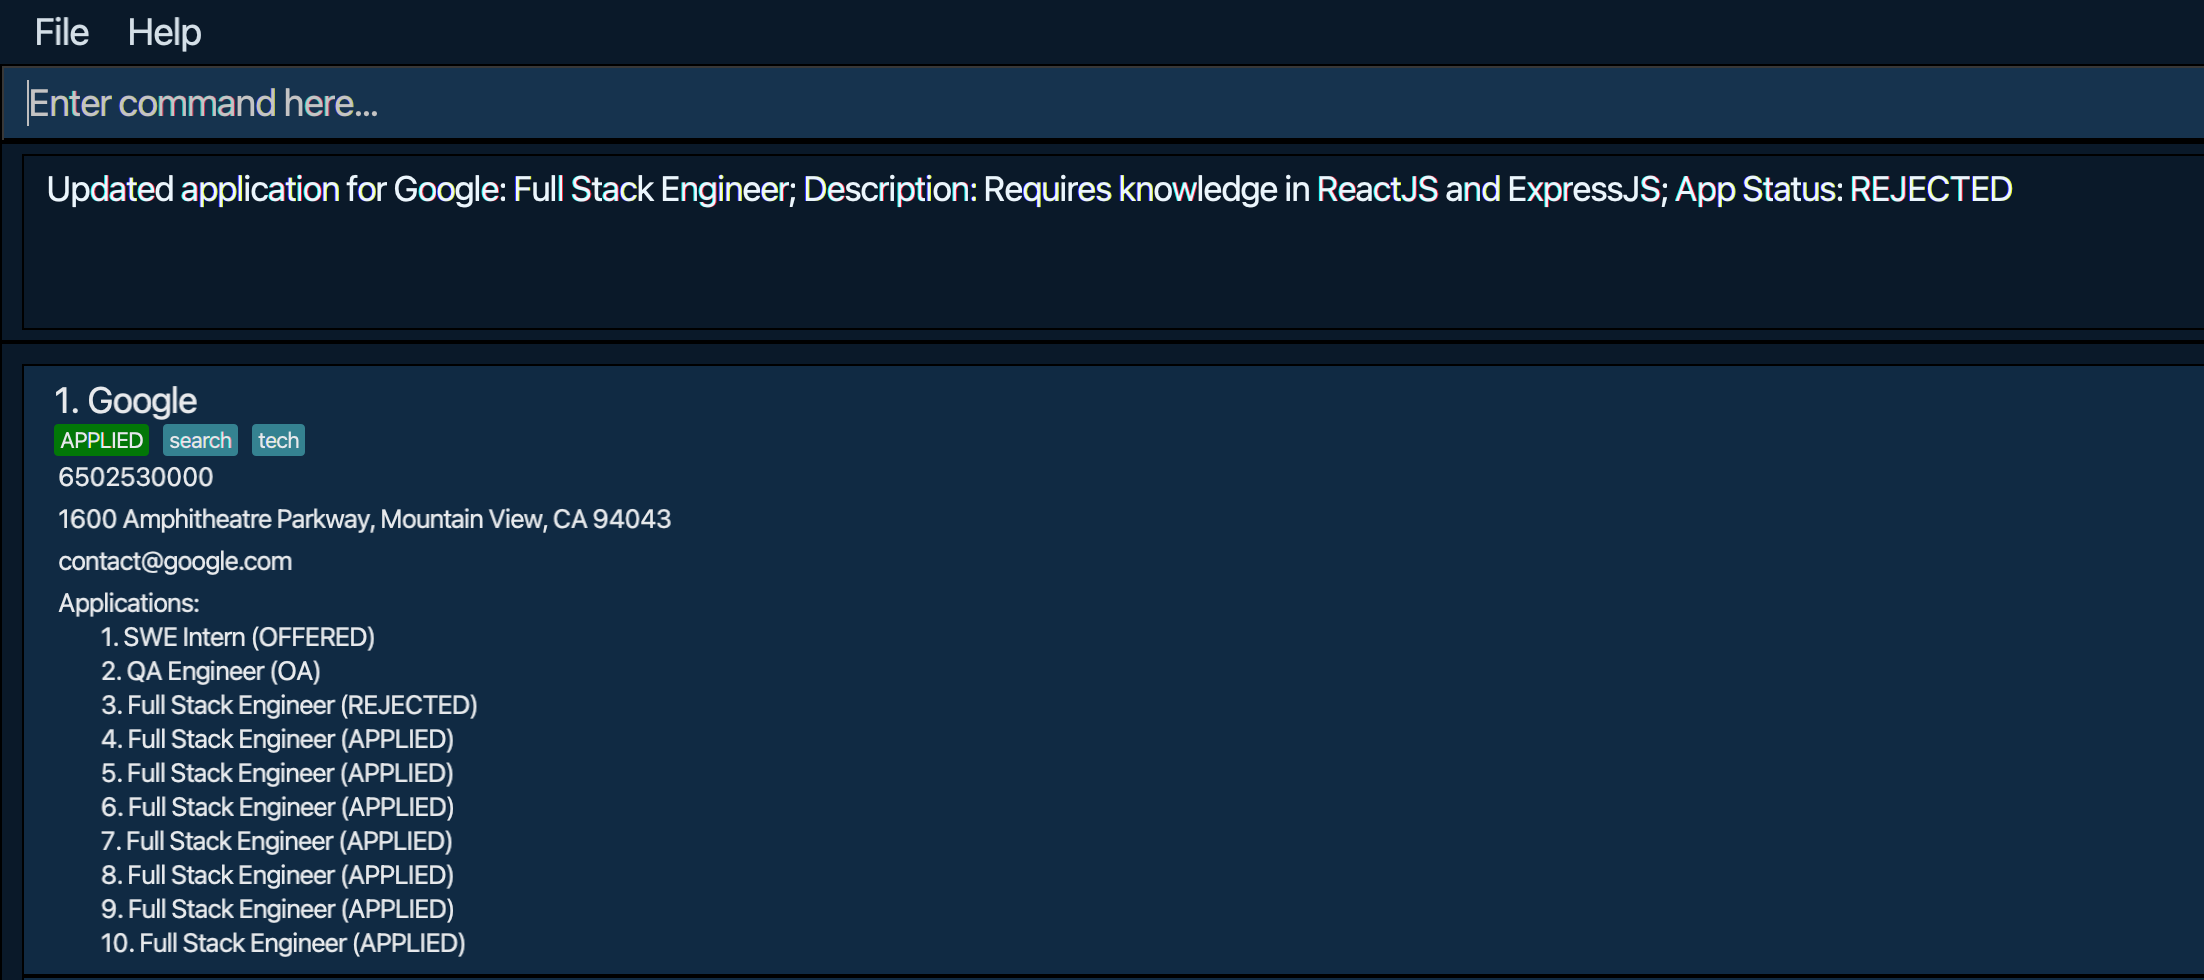 File Help
Enter command here...
Updated application for Google: Full Stack Engineer; Description: Requires knowledge in ReactJS and ExpressJS; App Status: REJECTED
1. Google
APPLIED search tech
6502530000
1600 Amphitheatre Parkway, Mountain View, CA 94043
contact@google.com
Applications:
1. SWE Intern (OFFERED)
2. QA Engineer (OA)
3. Full Stack Engineer (REJECTED)
4. Full Stack Engineer (APPLIED)
5. Full Stack Engineer (APPLIED)
6. Full Stack Engineer (APPLIED)
7. Full Stack Engineer (APPLIED)
8. Full Stack Engineer (APPLIED)
9. Full Stack Engineer (APPLIED)
10. Full Stack Engineer (APPLIED)